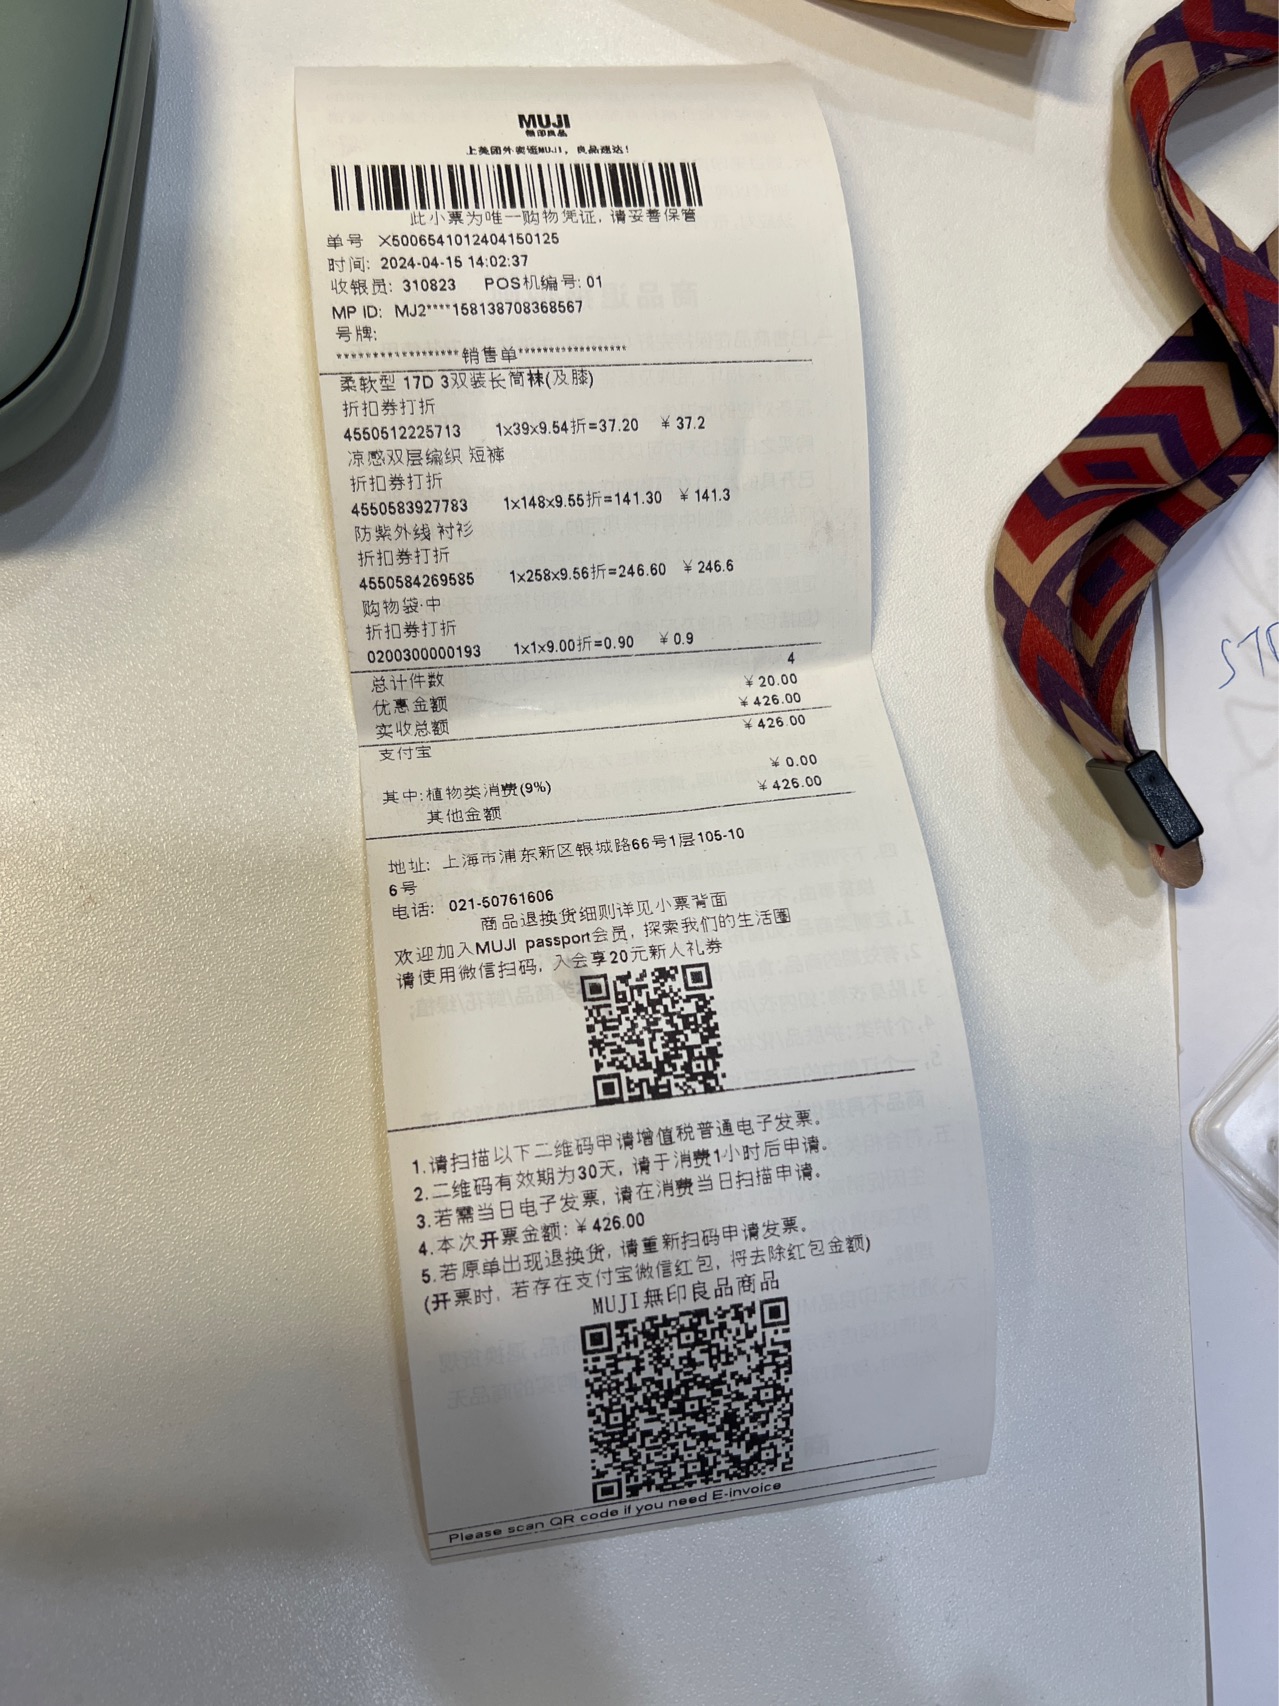 MUJI
無印良品
上美团外卖逛MUJI，良品速达！
此小票为唯一购物凭证，请妥善保管
单号 X5006541012404150125
时间: 2024-04-15 14:02:37
收银员: 310823 POS机编号: 01
MP ID: MJ2****158138708368567
号牌:
******************销售单******************
柔软型 17D 3双装长筒袜(及膝)
折扣券打折
4550512225713 1x39x9.54折=37.20 ¥37.2
凉感双层编织 短裤
折扣券打折
4550583927783 1x148x9.55折=141.30 ¥141.3
防紫外线 衬衫
折扣券打折
4550584269585 1x258x9.56折=246.60 ¥246.6
购物袋·中
折扣券打折
0200300000193 1x1x9.00折=0.90 ¥0.9
总计件数 4
优惠金额 ¥20.00
实收总额 ¥426.00
支付宝 ¥426.00
其中:植物类消费(9%) ¥0.00
其他金额 ¥426.00
地址: 上海市浦东新区银城路66号1层105-10
6号
电话: 021-50761606
商品退换货细则详见小票背面
欢迎加入MUJI passport会员，探索我们的生活圈
请使用微信扫码，入会享20元新人礼券
1.请扫描以下二维码申请增值税普通电子发票。
2.二维码有效期为30天，请于消费1小时后申请。
3.若需当日电子发票，请在消费当日扫描申请。
4.本次开票金额: ¥426.00
5.若原单出现退换货，请重新扫码申请发票。
(开票时，若存在支付宝微信红包，将去除红包金额)
MUJI無印良品商品
Please scan QR code if you need E-invoice